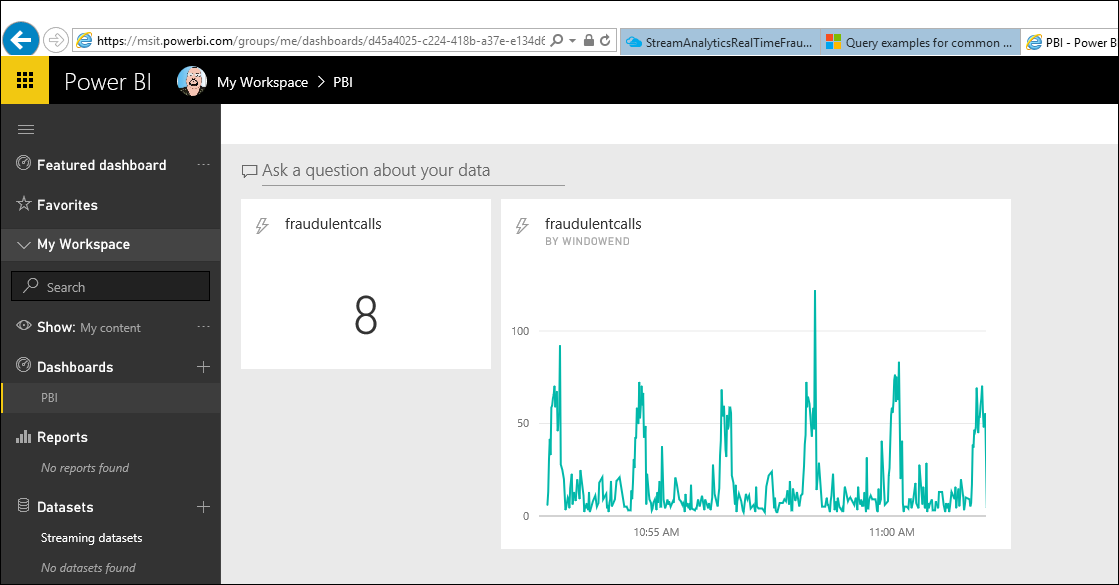 https://msit.powerbi.com/groups/me/dashboards/d45a4025-c224-418b-a37e-e134d6
StreamAnalyticsRealTimeFrau...
Query examples for common ...
PBI - Power B
Power BI
My Workspace > PBI
Featured dashboard ...
Favorites
My Workspace
Search
Show: My content ...
Dashboards +
PBI
Reports
No reports found
Datasets +
Streaming datasets
No datasets found
Ask a question about your data
fraudulentcalls
8
fraudulentcalls
BY WINDOWEND
100
50
0
10:55 AM
11:00 AM